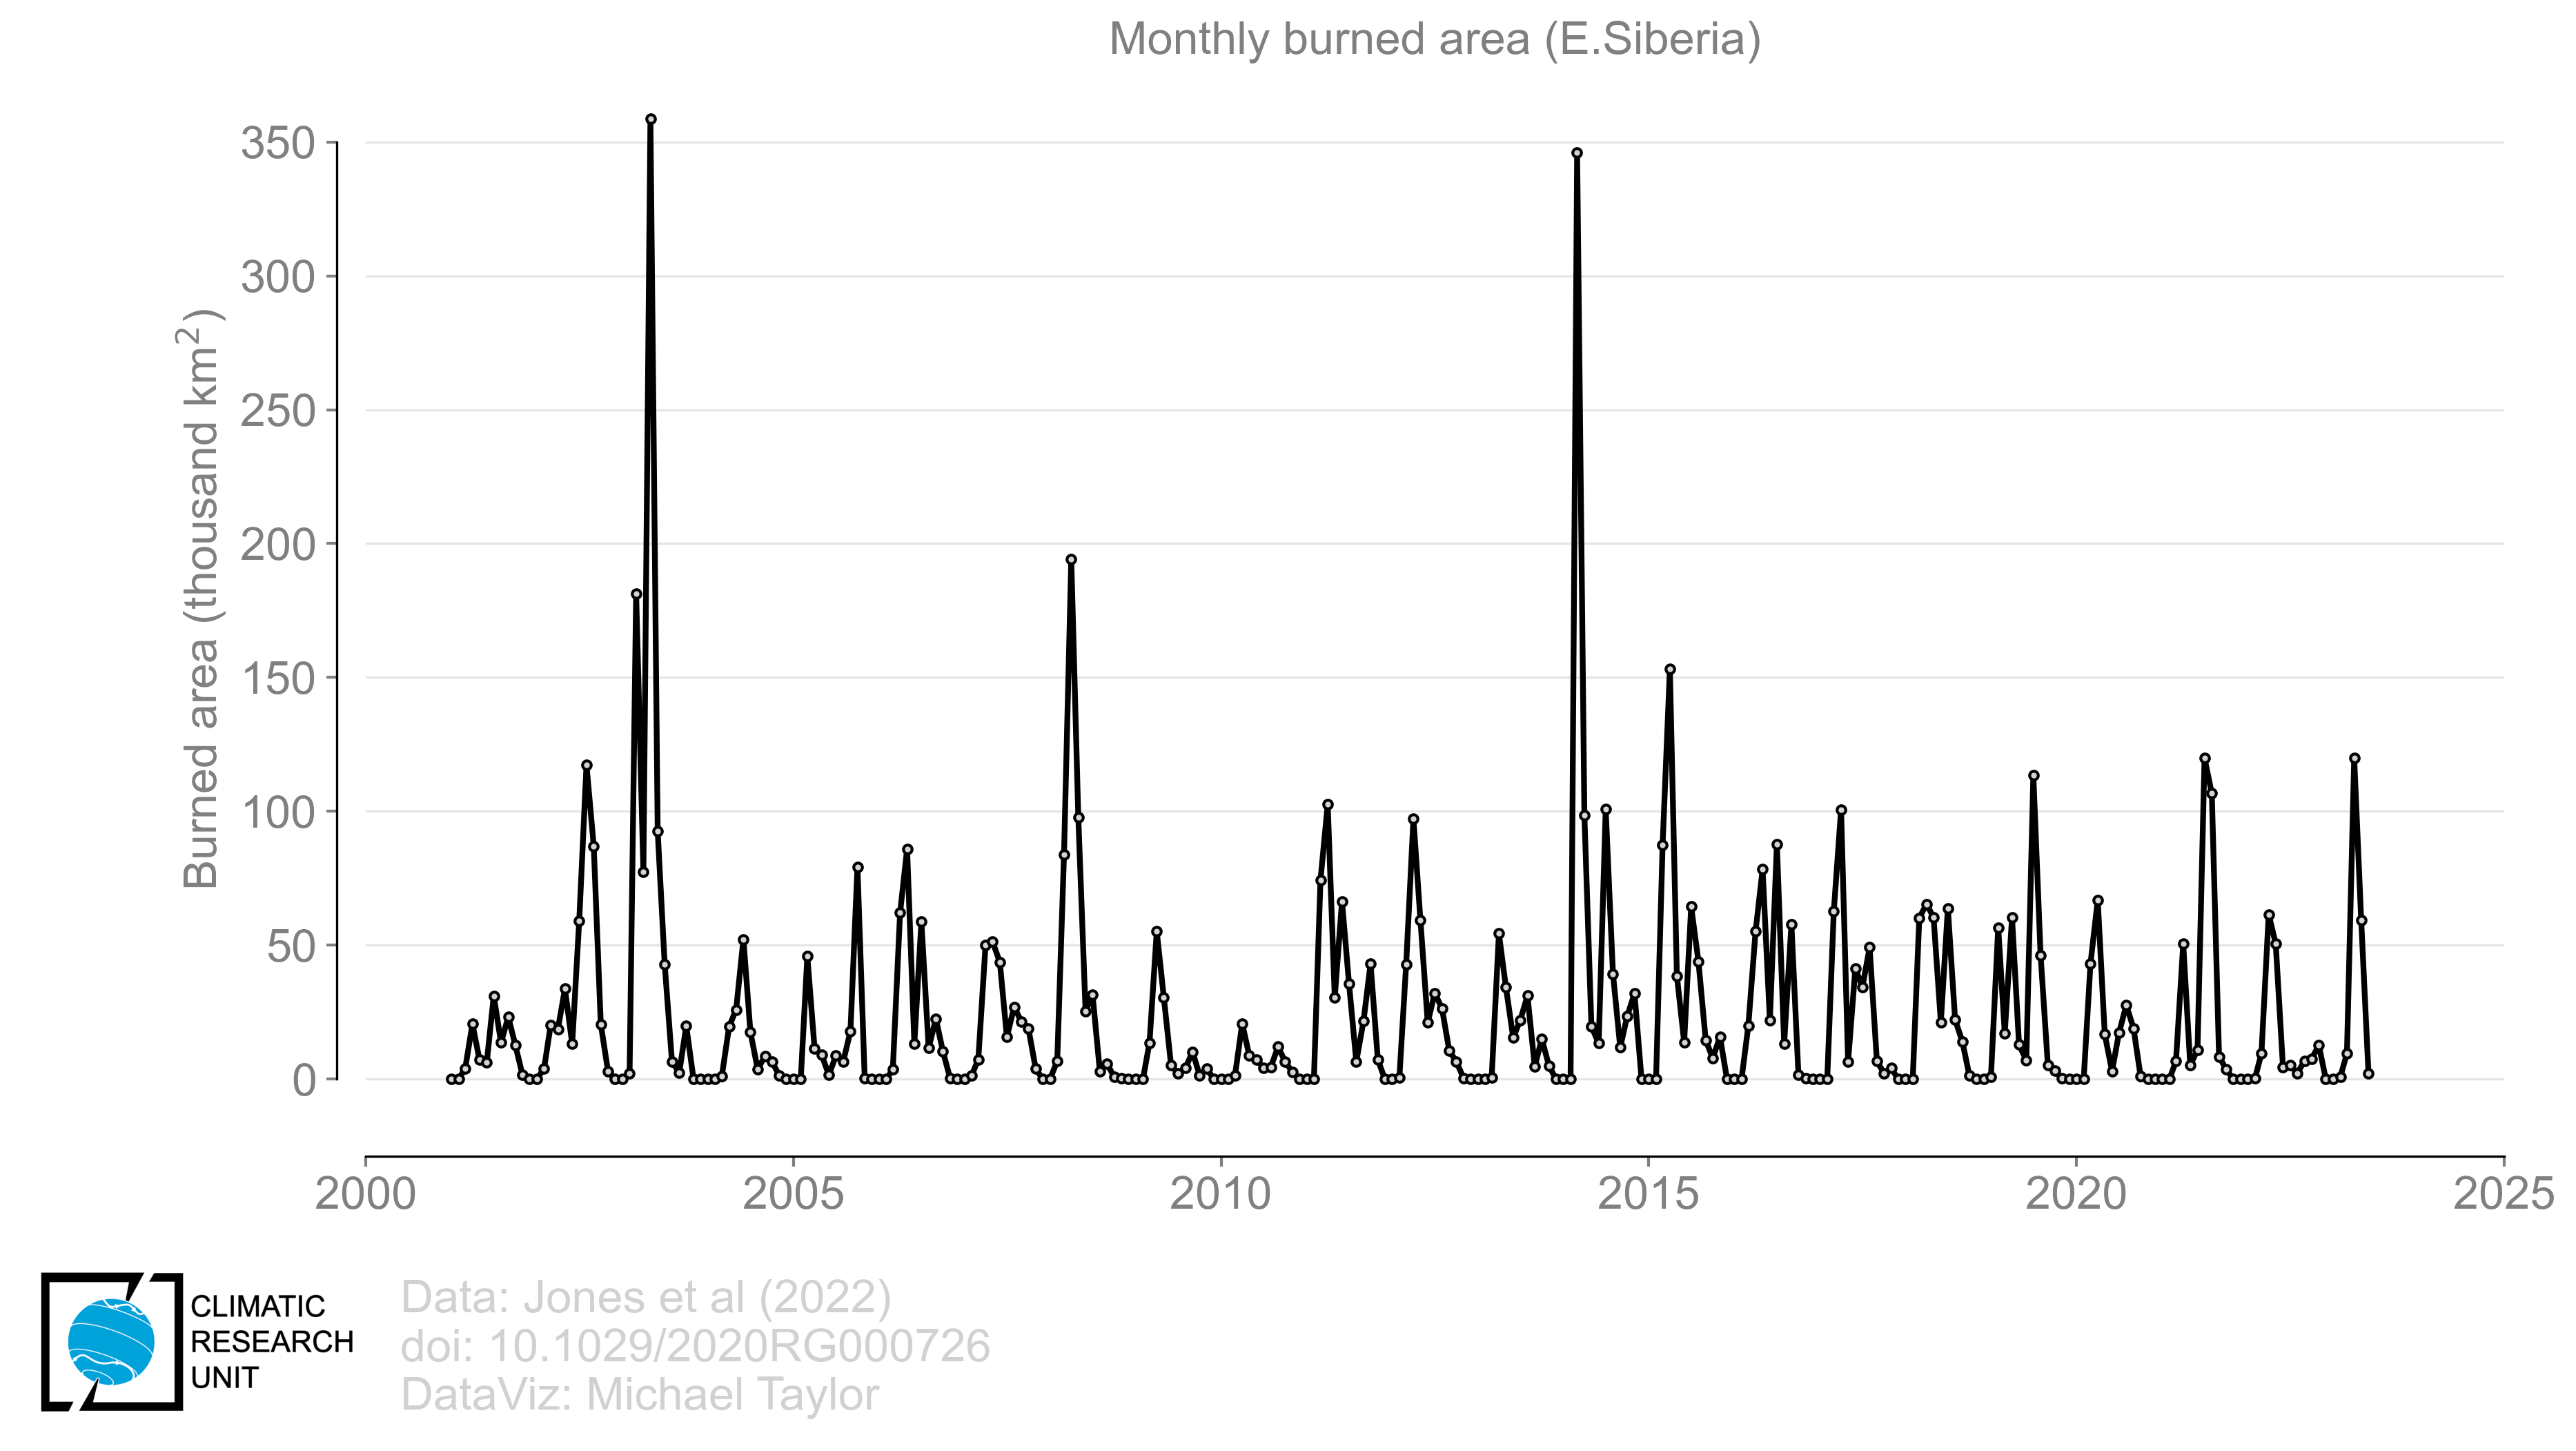 Monthly burned area (E.Siberia)
Burned area (thousand km²)
350
300
250
200
150
100
50
0
2000
2005
2010
2015
2020
2025
CLIMATIC
RESEARCH
UNIT
Data: Jones et al (2022)
doi: 10.1029/2020RG000726
DataViz: Michael Taylor